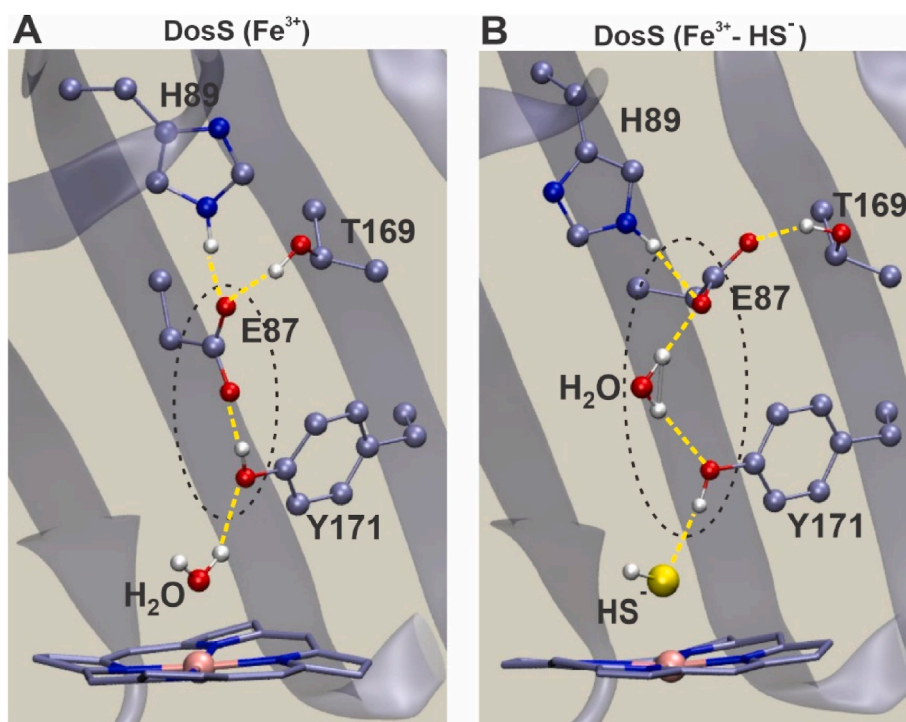 A
DosS (Fe³⁺)
H89
T169
E87
Y171
H₂O
B
DosS (Fe³⁺- HS⁻)
H89
T169
E87
H₂O
Y171
HS⁻